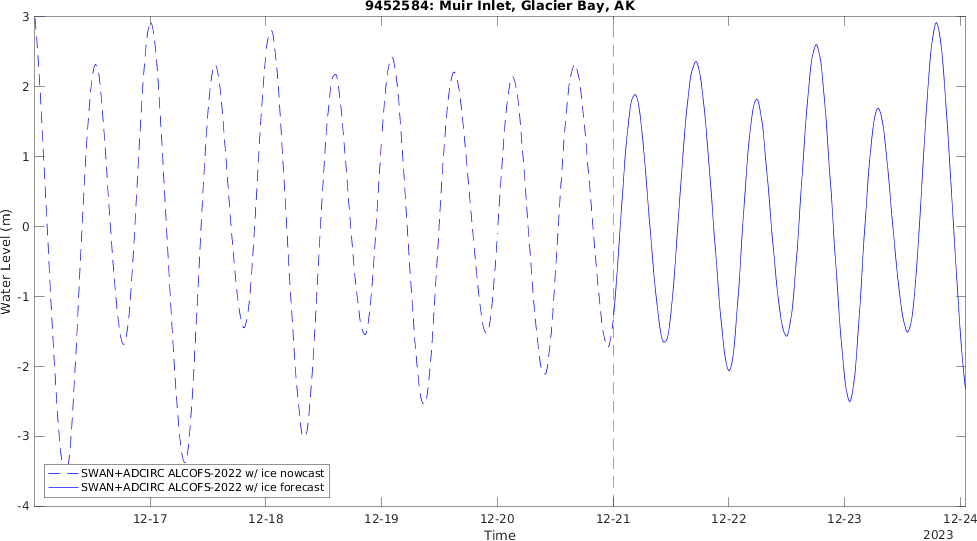 9452584: Muir Inlet, Glacier Bay, AK
Water Level (m)
3
2
1
0
-1
-2
-3
-4
SWAN+ADCIRC ALCOFS-2022 w/ ice nowcast
SWAN+ADCIRC ALCOFS-2022 w/ ice forecast
12-17 12-18 12-19 12-20 12-21 12-22 12-23 12-24
Time
2023